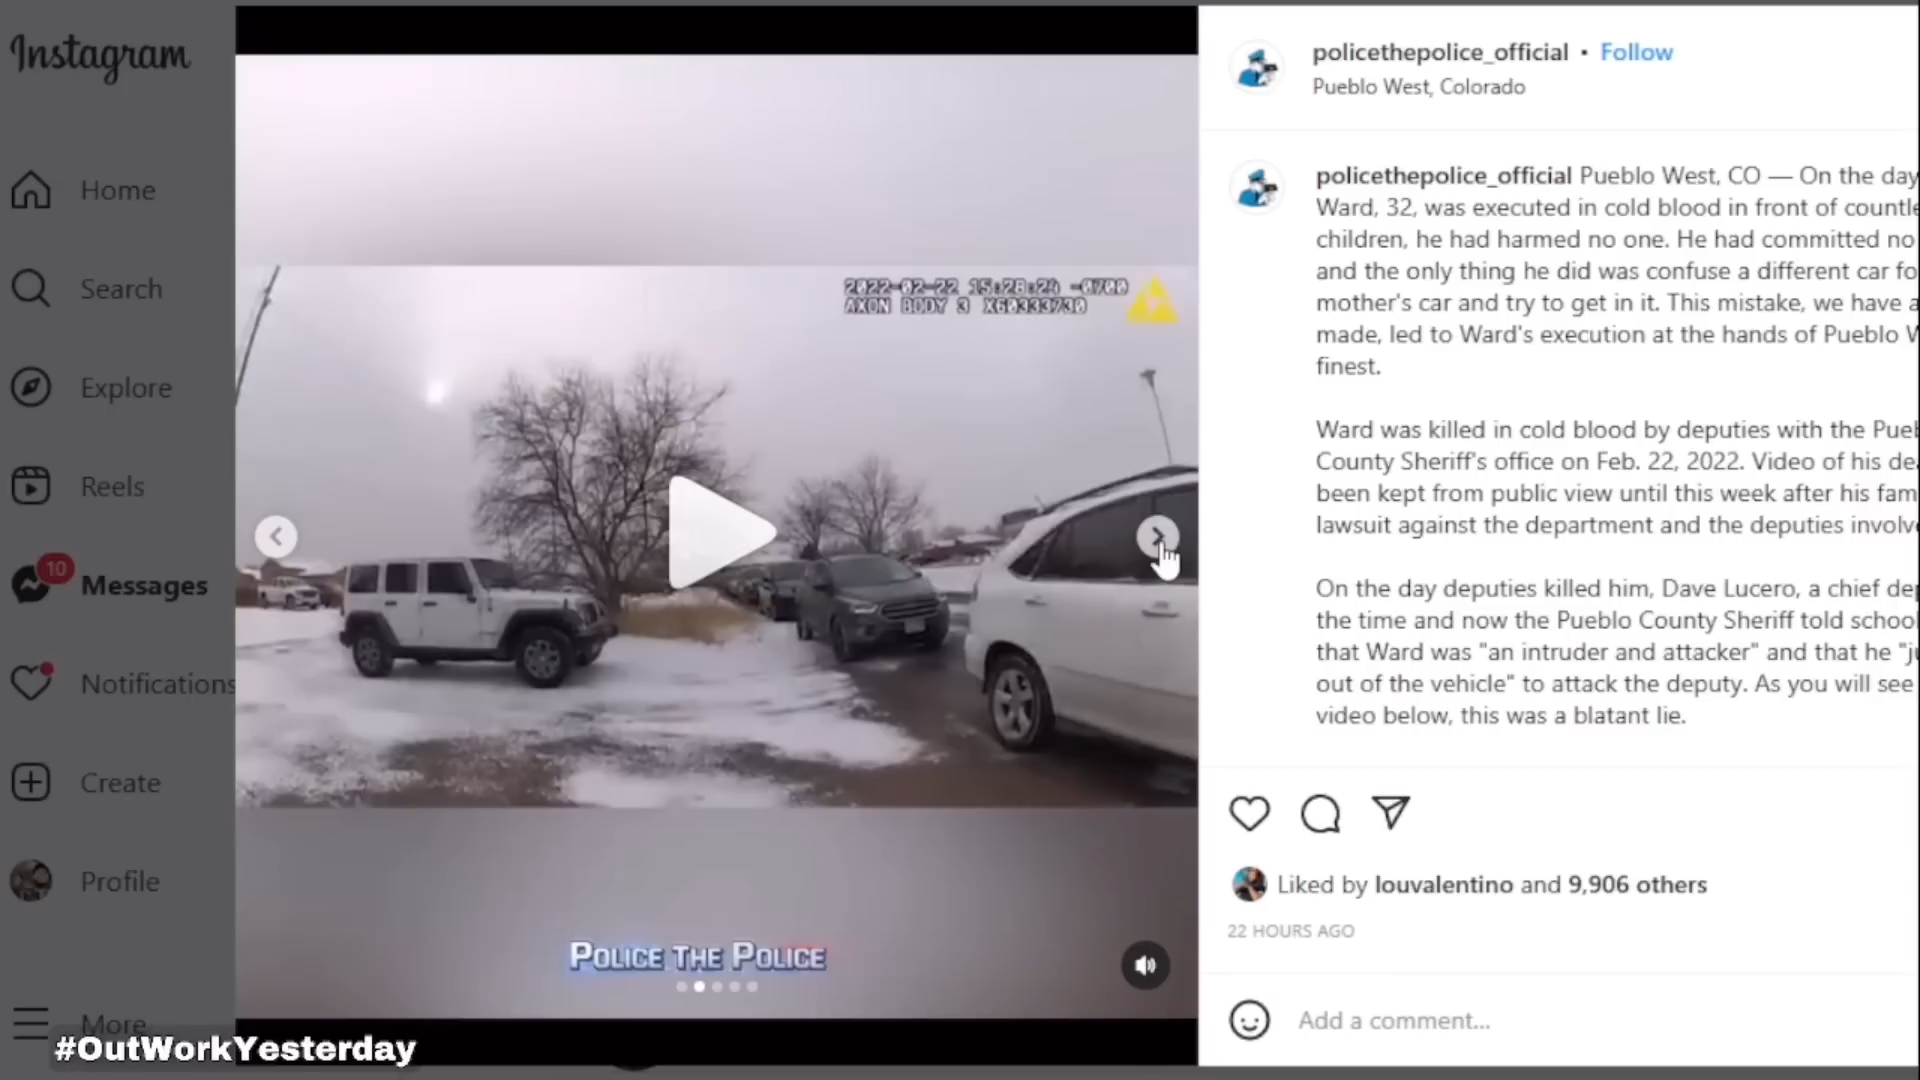 Instagram
Home
Search
Explore
Reels
10
Messages
Notifications
Create
Profile
More
#OutWorkYesterday
2022-02-22 15:28:24 -0700
AXON BODY 3 X60333730
POLICE THE POLICE
policethepolice_official • Follow
Pueblo West, Colorado
policethepolice_official Pueblo West, CO — On the day
Ward, 32, was executed in cold blood in front of countle
children, he had harmed no one. He had committed no
and the only thing he did was confuse a different car fo
mother's car and try to get in it. This mistake, we have a
made, led to Ward's execution at the hands of Pueblo W
finest.
Ward was killed in cold blood by deputies with the Pueb
County Sheriff's office on Feb. 22, 2022. Video of his de
been kept from public view until this week after his fam
lawsuit against the department and the deputies involve
On the day deputies killed him, Dave Lucero, a chief dep
the time and now the Pueblo County Sheriff told school
that Ward was "an intruder and attacker" and that he "ju
out of the vehicle" to attack the deputy. As you will see
video below, this was a blatant lie.
Liked by louvalentino and 9,906 others
22 HOURS AGO
Add a comment...